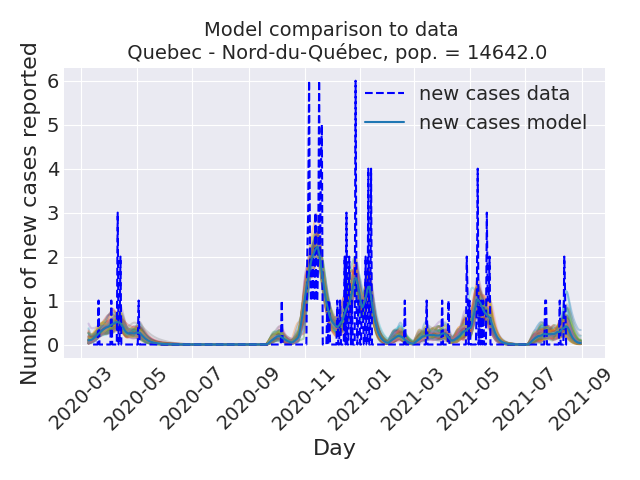 Model comparison to data
Quebec - Nord-du-Québec, pop. = 14642.0
Number of new cases reported
6
5
4
3
2
1
0
new cases data
new cases model
2020-03
2020-05
2020-07
2020-09
2020-11
2021-01
2021-03
2021-05
2021-07
2021-09
Day